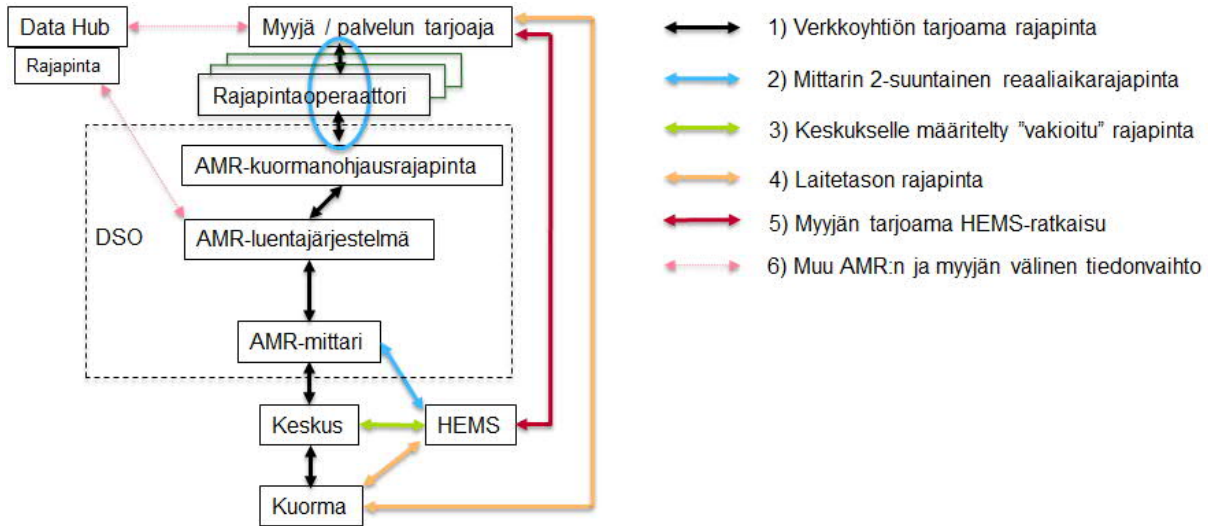 Data Hub
Rajapinta
Myyjä / palvelun tarjoaja
Rajapintaoperaattori
AMR-kuormanohjausrajapinta
DSO
AMR-luentajärjestelmä
AMR-mittari
Keskus
HEMS
Kuorma
1) Verkkoyhtiön tarjoama rajapinta
2) Mittarin 2-suuntainen reaaliaikarajapinta
3) Keskukselle määritelty ”vakioitu” rajapinta
4) Laitetason rajapinta
5) Myyjän tarjoama HEMS-ratkaisu
6) Muu AMR:n ja myyjän välinen tiedonvaihto